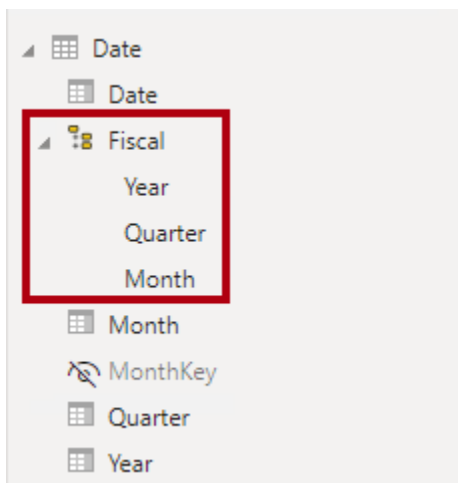 Date
Date
Fiscal
Year
Quarter
Month
Month
MonthKey
Quarter
Year